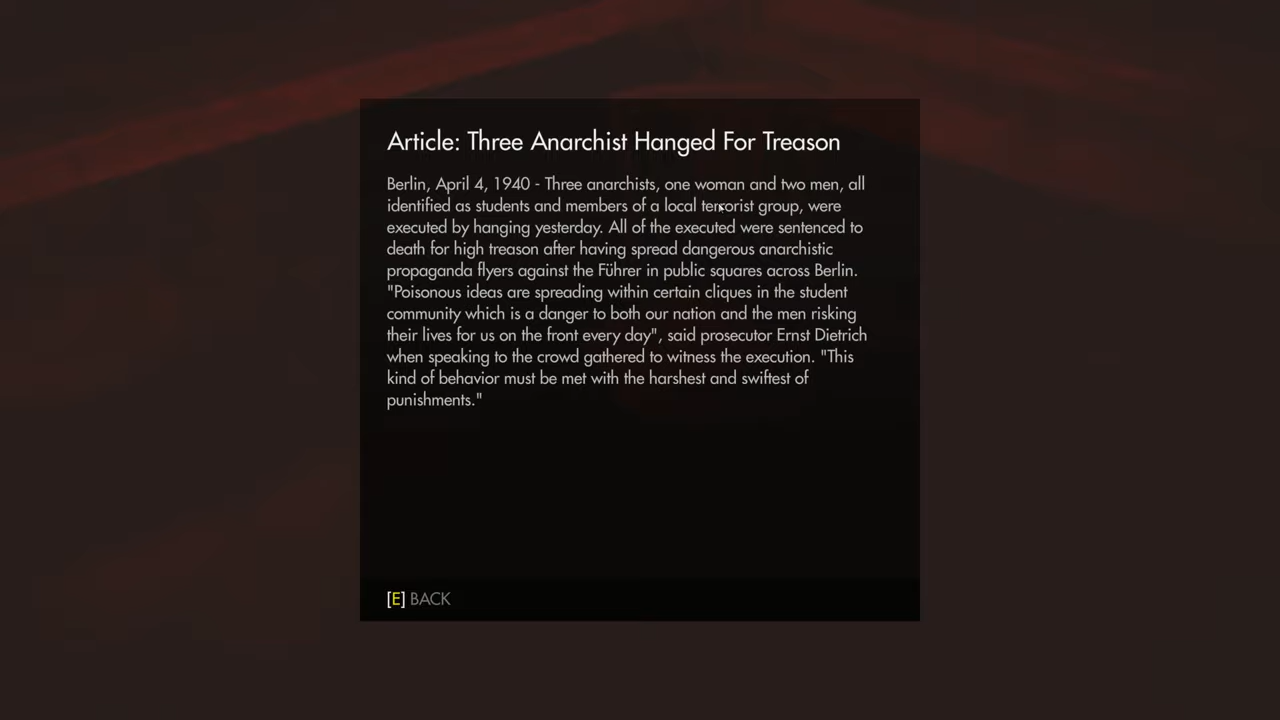 Article: Three Anarchist Hanged For Treason
Berlin, April 4, 1940 - Three anarchists, one woman and two men, all
identified as students and members of a local terrorist group, were
executed by hanging yesterday. All of the executed were sentenced to
death for high treason after having spread dangerous anarchistic
propaganda flyers against the Führer in public squares across Berlin.
"Poisonous ideas are spreading within certain cliques in the student
community which is a danger to both our nation and the men risking
their lives for us on the front every day", said prosecutor Ernst Dietrich
when speaking to the crowd gathered to witness the execution. "This
kind of behavior must be met with the harshest and swiftest of
punishments."
[E] BACK